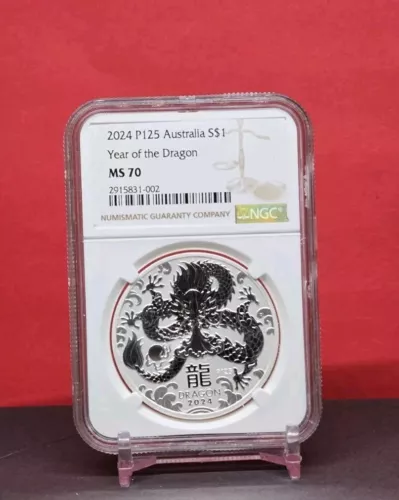 2024 P125 Australia S$1
Year of the Dragon
MS 70
2915831-002
NUMISMATIC GUARANTY COMPANY
NGC
龍
DRAGON
2024